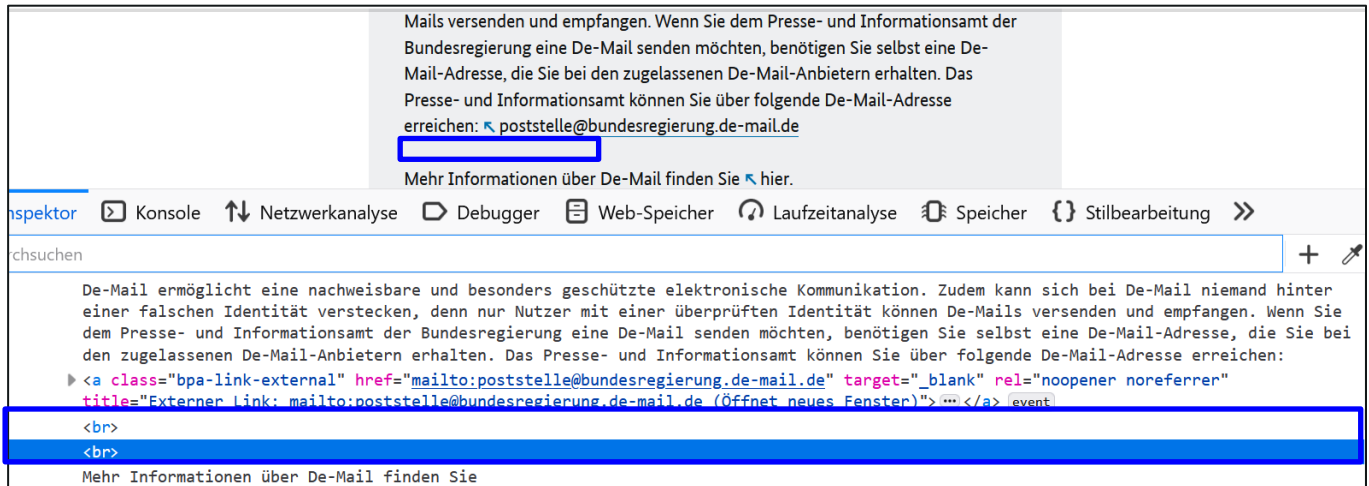 Mails versenden und empfangen. Wenn Sie dem Presse- und Informationsamt der
Bundesregierung eine De-Mail senden möchten, benötigen Sie selbst eine De-
Mail-Adresse, die Sie bei den zugelassenen De-Mail-Anbietern erhalten. Das
Presse- und Informationsamt können Sie über folgende De-Mail-Adresse
erreichen: poststelle@bundesregierung.de-mail.de
Mehr Informationen über De-Mail finden Sie hier.
nspektor Konsole Netzwerkanalyse Debugger Web-Speicher Laufzeitanalyse Speicher {} Stilbearbeitung
rchsuchen
De-Mail ermöglicht eine nachweisbare und besonders geschützte elektronische Kommunikation. Zudem kann sich bei De-Mail niemand hinter
einer falschen Identität verstecken, denn nur Nutzer mit einer überprüften Identität können De-Mails versenden und empfangen. Wenn Sie
dem Presse- und Informationsamt der Bundesregierung eine De-Mail senden möchten, benötigen Sie selbst eine De-Mail-Adresse, die Sie bei
den zugelassenen De-Mail-Anbietern erhalten. Das Presse- und Informationsamt können Sie über folgende De-Mail-Adresse erreichen:
<a class="bpa-link-external" href="mailto:poststelle@bundesregierung.de-mail.de" target="_blank" rel="noopener noreferrer"
title="Externer Link: mailto:poststelle@bundesregierung.de-mail.de (Öffnet neues Fenster)">…</a> event
<br>
<br>
Mehr Informationen über De-Mail finden Sie